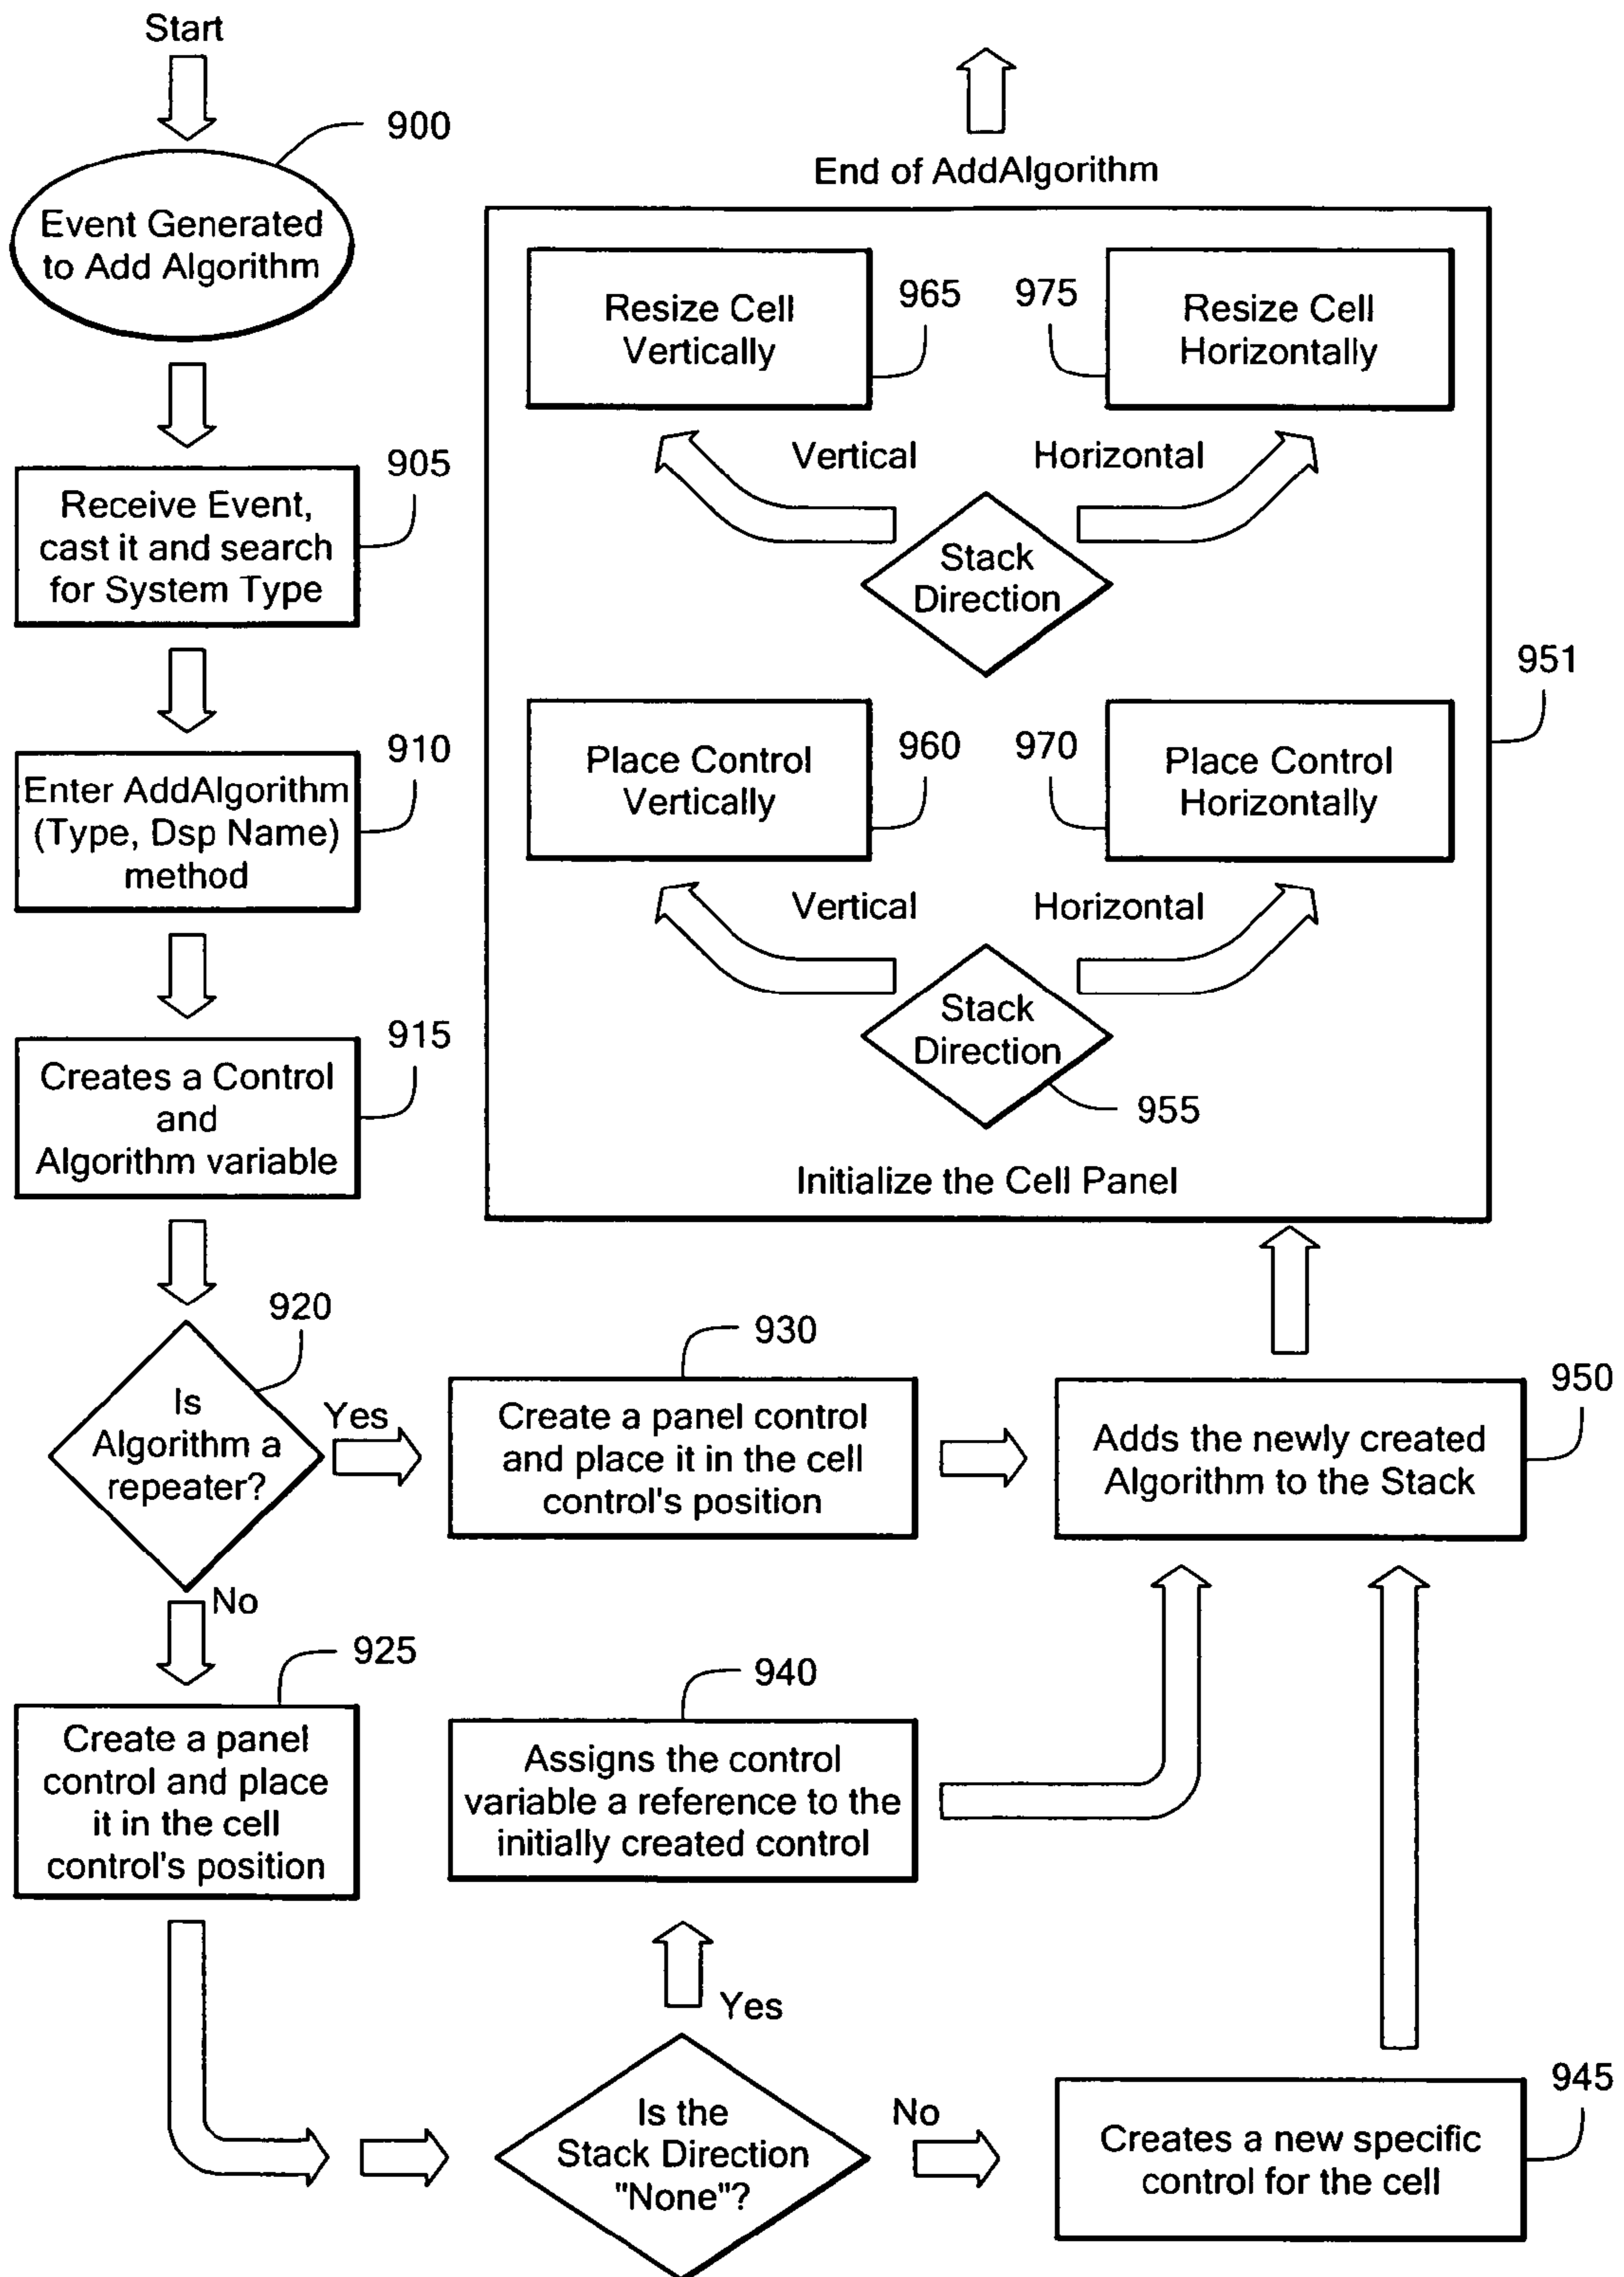 Start
900
Event Generated
to Add Algorithm
905
Receive Event,
cast it and search
for System Type
910
Enter AddAlgorithm
(Type, Dsp Name)
method
915
Creates a Control
and
Algorithm variable
920
Is
Algorithm a
repeater?
Yes
No
925
Create a panel
control and place
it in the cell
control's position
930
Create a panel control
and place it in the cell
control's position
Is the
Stack Direction
"None"?
Yes
No
940
Assigns the control
variable a reference to the
initially created control
945
Creates a new specific
control for the cell
950
Adds the newly created
Algorithm to the Stack
951
Initialize the Cell Panel
955
Stack
Direction
Vertical
Horizontal
960
Place Control
Vertically
970
Place Control
Horizontally
Stack
Direction
Vertical
Horizontal
965
Resize Cell
Vertically
975
Resize Cell
Horizontally
End of AddAlgorithm